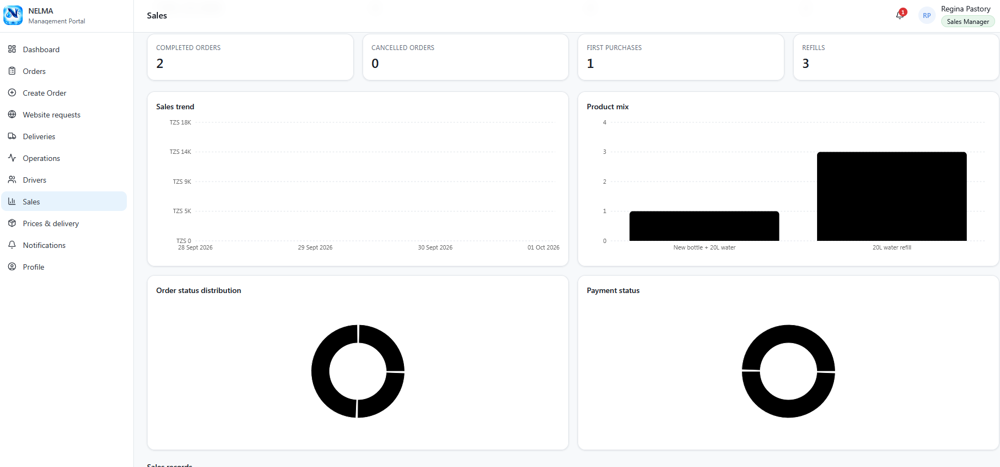 NELMA
Management Portal
Sales
1
RP
Regina Pastory
Sales Manager
Dashboard
Orders
Create Order
Website requests
Deliveries
Operations
Drivers
Sales
Prices & delivery
Notifications
Profile
COMPLETED ORDERS
2
CANCELLED ORDERS
0
FIRST PURCHASES
1
REFILLS
3
Sales trend
TZS 18K
TZS 14K
TZS 9K
TZS 5K
TZS 0
28 Sept 2026 29 Sept 2026 30 Sept 2026 01 Oct 2026
Product mix
4
3
2
1
0
New bottle + 20L water 20L water refill
Order status distribution
Payment status
Sales records